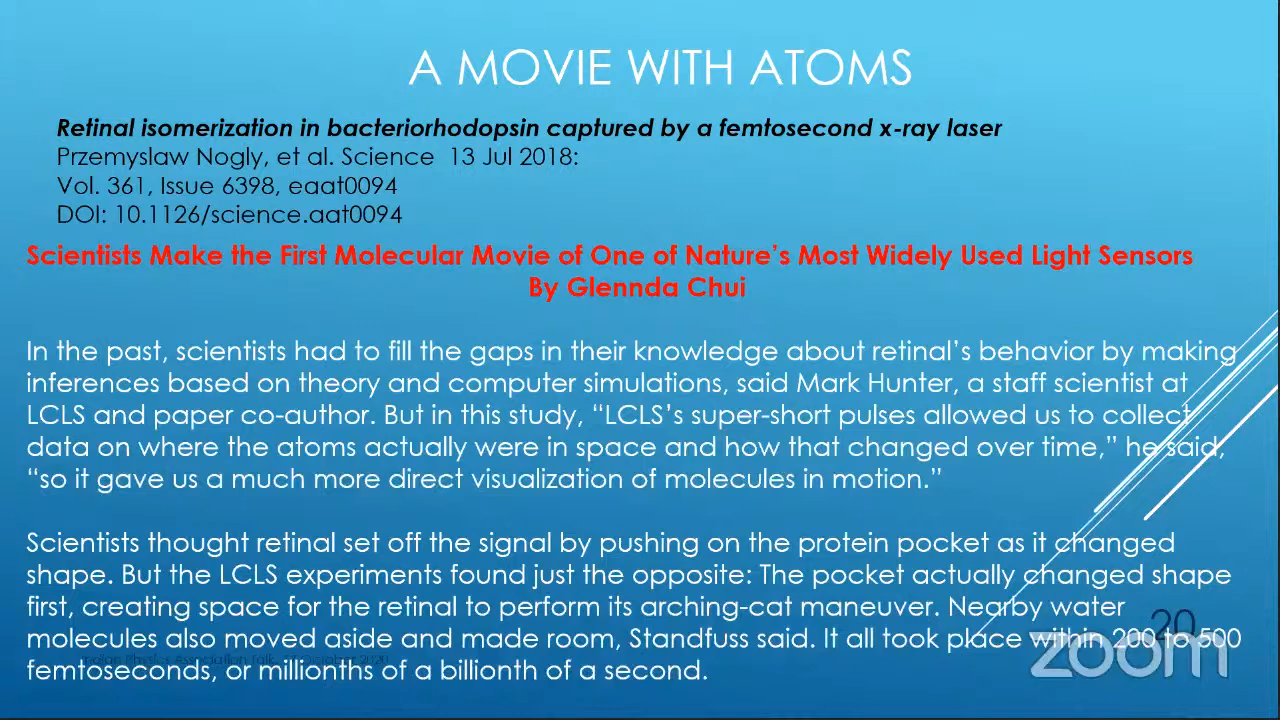 A MOVIE WITH ATOMS
Retinal isomerization in bacteriorhodopsin captured by a femtosecond x-ray laser
Przemyslaw Nogly, et al. Science 13 Jul 2018:
Vol. 361, Issue 6398, eaat0094
DOI: 10.1126/science.aat0094
Scientists Make the First Molecular Movie of One of Nature’s Most Widely Used Light Sensors
By Glennda Chui
In the past, scientists had to fill the gaps in their knowledge about retinal’s behavior by making
inferences based on theory and computer simulations, said Mark Hunter, a staff scientist at
LCLS and paper co-author. But in this study, “LCLS’s super-short pulses allowed us to collect
data on where the atoms actually were in space and how that changed over time,” he said,
“so it gave us a much more direct visualization of molecules in motion.”
Scientists thought retinal set off the signal by pushing on the protein pocket as it changed
shape. But the LCLS experiments found just the opposite: The pocket actually changed shape
first, creating space for the retinal to perform its arching-cat maneuver. Nearby water
molecules also moved aside and made room, Standfuss said. It all took place within 200 to 500
femtoseconds, or millionths of a billionth of a second.
Physics Association Talk, October 2020
20
zoom